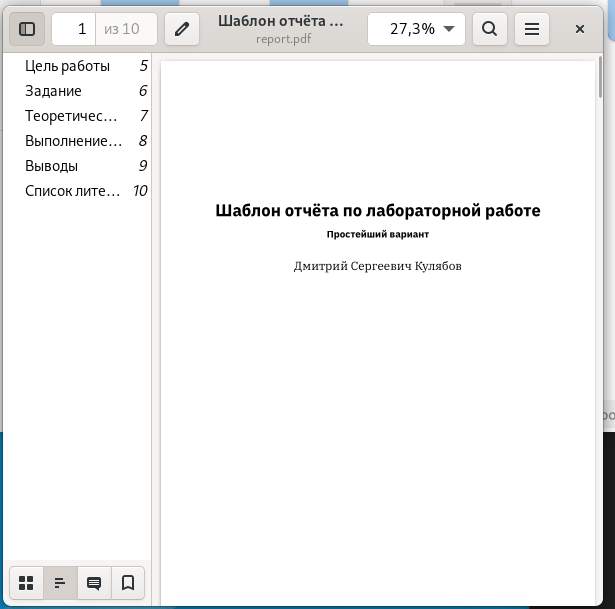 1 из 10
Шаблон отчёта ...
report.pdf
27,3%
Цель работы 5
Задание 6
Теоретичес... 7
Выполнение... 8
Выводы 9
Список лите... 10
Шаблон отчёта по лабораторной работе
Простейший вариант
Дмитрий Сергеевич Кулябов